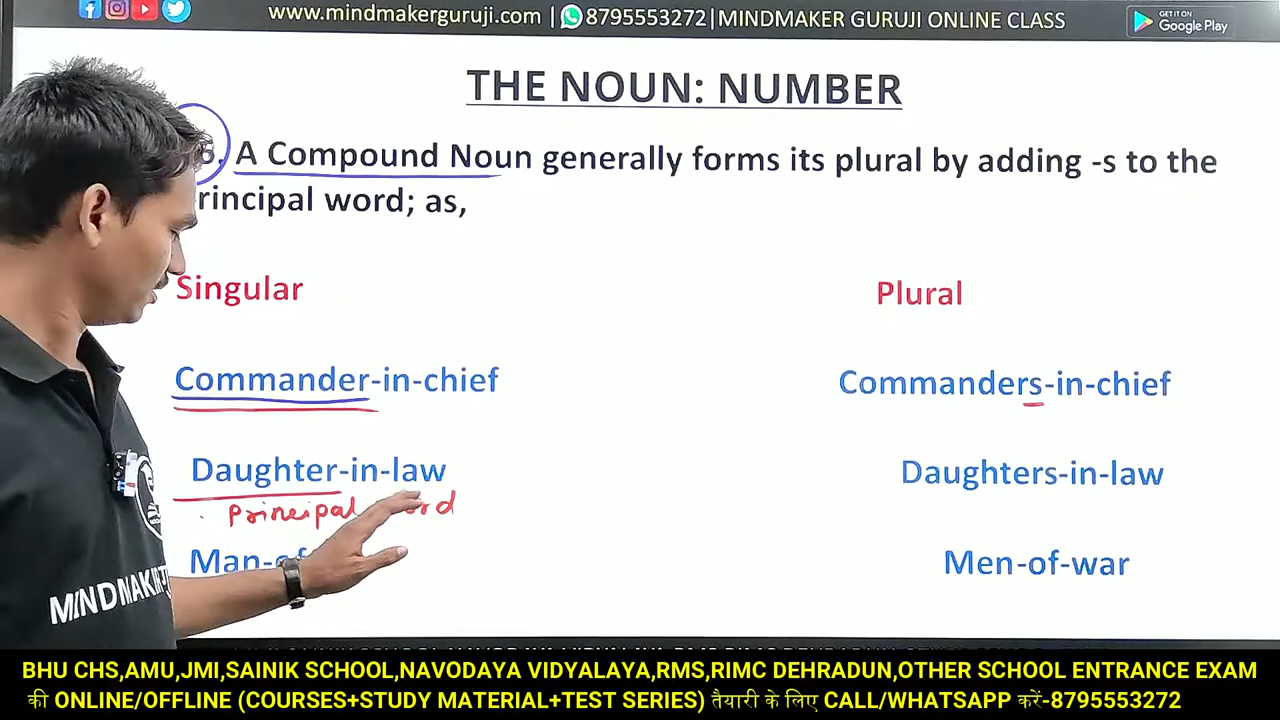 www.mindmakerguruji.com | 8795553272|MINDMAKER GURUJI ONLINE CLASS
GET IT ON
Google Play
THE NOUN: NUMBER
A Compound Noun generally forms its plural by adding -s to the
rincipal word; as,
Singular Plural
Commander-in-chief Commanders-in-chief
Daughter-in-law Daughters-in-law
Principal
Man-of Men-of-war
MINDMAKER
BHU CHS,AMU,JMI,SAINIK SCHOOL,NAVODAYA VIDYALAYA,RMS,RIMC DEHRADUN,OTHER SCHOOL ENTRANCE EXAM
की ONLINE/OFFLINE (COURSES+STUDY MATERIAL+TEST SERIES) तैयारी के लिए CALL/WHATSAPP करें-8795553272